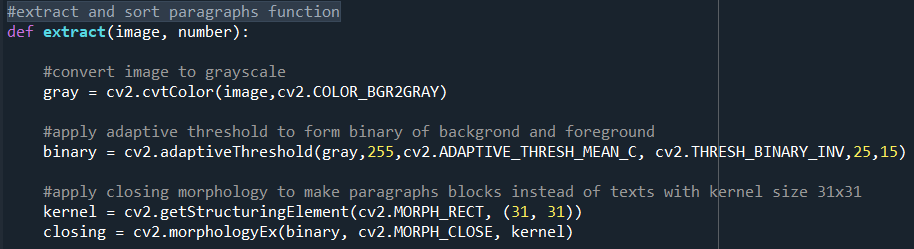 #extract and sort paragraphs function
def extract(image, number):
#convert image to grayscale
gray = cv2.cvtColor(image,cv2.COLOR_BGR2GRAY)
#apply adaptive threshold to form binary of backgrond and foreground
binary = cv2.adaptiveThreshold(gray,255,cv2.ADAPTIVE_THRESH_MEAN_C, cv2.THRESH_BINARY_INV,25,15)
#apply closing morphology to make paragraphs blocks instead of texts with kernel size 31x31
kernel = cv2.getStructuringElement(cv2.MORPH_RECT, (31, 31))
closing = cv2.morphologyEx(binary, cv2.MORPH_CLOSE, kernel)